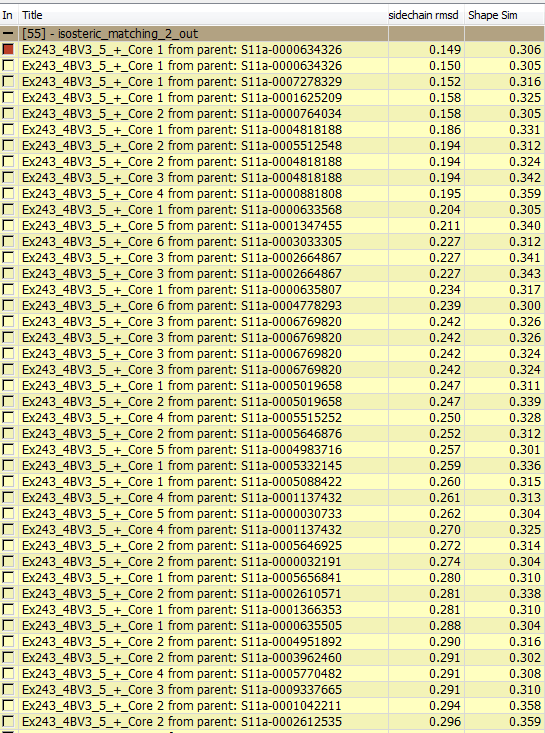 In Title sidechain rmsd Shape Sim
[55] - isosteric_matching_2_out
Ex243_4BV3_5_+_Core 1 from parent: S11a-0000634326 0.149 0.306
Ex243_4BV3_5_+_Core 1 from parent: S11a-0000634326 0.150 0.305
Ex243_4BV3_5_+_Core 1 from parent: S11a-0007278329 0.152 0.316
Ex243_4BV3_5_+_Core 1 from parent: S11a-0001625209 0.158 0.325
Ex243_4BV3_5_+_Core 2 from parent: S11a-0000764034 0.158 0.305
Ex243_4BV3_5_+_Core 1 from parent: S11a-0004818188 0.186 0.331
Ex243_4BV3_5_+_Core 2 from parent: S11a-0005512548 0.194 0.312
Ex243_4BV3_5_+_Core 2 from parent: S11a-0004818188 0.194 0.324
Ex243_4BV3_5_+_Core 3 from parent: S11a-0004818188 0.194 0.342
Ex243_4BV3_5_+_Core 4 from parent: S11a-0000881808 0.195 0.359
Ex243_4BV3_5_+_Core 1 from parent: S11a-0000633568 0.204 0.305
Ex243_4BV3_5_+_Core 5 from parent: S11a-0001347455 0.211 0.340
Ex243_4BV3_5_+_Core 6 from parent: S11a-0003033305 0.227 0.312
Ex243_4BV3_5_+_Core 3 from parent: S11a-0002664867 0.227 0.341
Ex243_4BV3_5_+_Core 3 from parent: S11a-0002664867 0.227 0.343
Ex243_4BV3_5_+_Core 1 from parent: S11a-0000635807 0.234 0.317
Ex243_4BV3_5_+_Core 6 from parent: S11a-0004778293 0.239 0.300
Ex243_4BV3_5_+_Core 3 from parent: S11a-0006769820 0.242 0.326
Ex243_4BV3_5_+_Core 3 from parent: S11a-0006769820 0.242 0.326
Ex243_4BV3_5_+_Core 3 from parent: S11a-0006769820 0.242 0.324
Ex243_4BV3_5_+_Core 3 from parent: S11a-0006769820 0.242 0.324
Ex243_4BV3_5_+_Core 1 from parent: S11a-0005019658 0.247 0.311
Ex243_4BV3_5_+_Core 2 from parent: S11a-0005019658 0.247 0.339
Ex243_4BV3_5_+_Core 4 from parent: S11a-0005515252 0.250 0.328
Ex243_4BV3_5_+_Core 2 from parent: S11a-0005646876 0.252 0.312
Ex243_4BV3_5_+_Core 5 from parent: S11a-0004983716 0.257 0.301
Ex243_4BV3_5_+_Core 1 from parent: S11a-0005332145 0.259 0.336
Ex243_4BV3_5_+_Core 1 from parent: S11a-0005088422 0.260 0.315
Ex243_4BV3_5_+_Core 4 from parent: S11a-0001137432 0.261 0.313
Ex243_4BV3_5_+_Core 5 from parent: S11a-0000030733 0.262 0.304
Ex243_4BV3_5_+_Core 4 from parent: S11a-0001137432 0.270 0.325
Ex243_4BV3_5_+_Core 2 from parent: S11a-0005646925 0.272 0.314
Ex243_4BV3_5_+_Core 2 from parent: S11a-0000032191 0.274 0.304
Ex243_4BV3_5_+_Core 1 from parent: S11a-0005656841 0.280 0.310
Ex243_4BV3_5_+_Core 2 from parent: S11a-0002610571 0.281 0.338
Ex243_4BV3_5_+_Core 1 from parent: S11a-0001366353 0.281 0.310
Ex243_4BV3_5_+_Core 1 from parent: S11a-0000635505 0.288 0.304
Ex243_4BV3_5_+_Core 2 from parent: S11a-0004951892 0.290 0.316
Ex243_4BV3_5_+_Core 2 from parent: S11a-0003962460 0.291 0.302
Ex243_4BV3_5_+_Core 4 from parent: S11a-0005770482 0.291 0.308
Ex243_4BV3_5_+_Core 3 from parent: S11a-0009337665 0.291 0.310
Ex243_4BV3_5_+_Core 2 from parent: S11a-0001042211 0.294 0.358
Ex243_4BV3_5_+_Core 2 from parent: S11a-0002612535 0.296 0.359